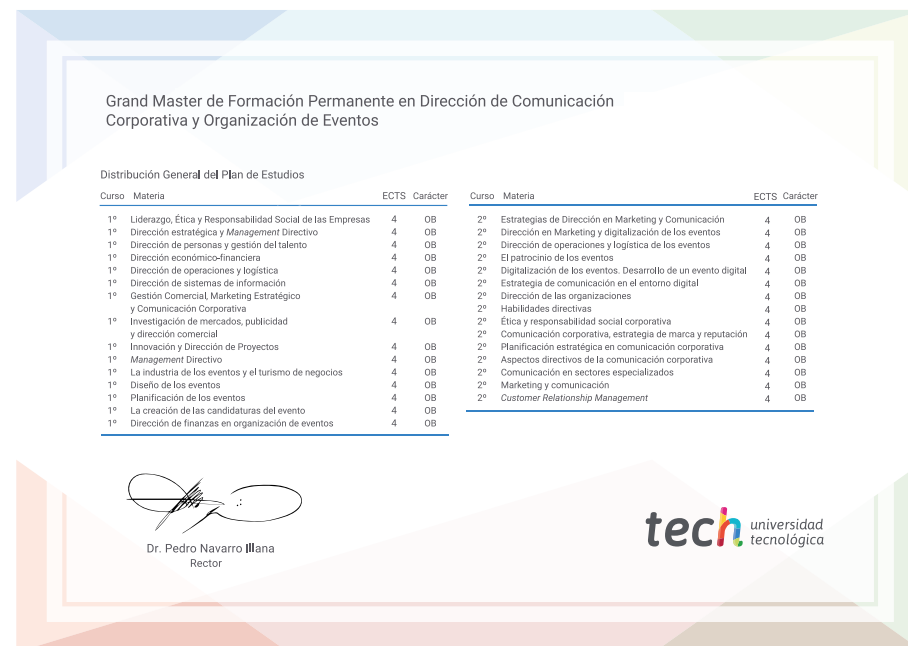 Grand Master de Formación Permanente en Dirección de Comunicación
Corporativa y Organización de Eventos
Distribución General del Plan de Estudios
Curso Materia ECTS Carácter
1º Liderazgo, Ética y Responsabilidad Social de las Empresas 4 OB
1º Dirección estratégica y Management Directivo 4 OB
1º Dirección de personas y gestión del talento 4 OB
1º Dirección económico-financiera 4 OB
1º Dirección de operaciones y logística 4 OB
1º Dirección de sistemas de información 4 OB
1º Gestión Comercial, Marketing Estratégico 4 OB
y Comunicación Corporativa
1º Investigación de mercados, publicidad 4 OB
y dirección comercial
1º Innovación y Dirección de Proyectos 4 OB
1º Management Directivo 4 OB
1º La industria de los eventos y el turismo de negocios 4 OB
1º Diseño de los eventos 4 OB
1º Planificación de los eventos 4 OB
1º La creación de las candidaturas del evento 4 OB
1º Dirección de finanzas en organización de eventos 4 OB
Curso Materia ECTS Carácter
2º Estrategias de Dirección en Marketing y Comunicación 4 OB
2º Dirección en Marketing y digitalización de los eventos 4 OB
2º Dirección de operaciones y logística de los eventos 4 OB
2º El patrocinio de los eventos 4 OB
2º Digitalización de los eventos. Desarrollo de un evento digital 4 OB
2º Estrategia de comunicación en el entorno digital 4 OB
2º Dirección de las organizaciones 4 OB
2º Habilidades directivas 4 OB
2º Ética y responsabilidad social corporativa 4 OB
2º Comunicación corporativa, estrategia de marca y reputación 4 OB
2º Planificación estratégica en comunicación corporativa 4 OB
2º Aspectos directivos de la comunicación corporativa 4 OB
2º Comunicación en sectores especializados 4 OB
2º Marketing y comunicación 4 OB
2º Customer Relationship Management 4 OB
Dr. Pedro Navarro Illana
Rector
tech universidad
tecnológica